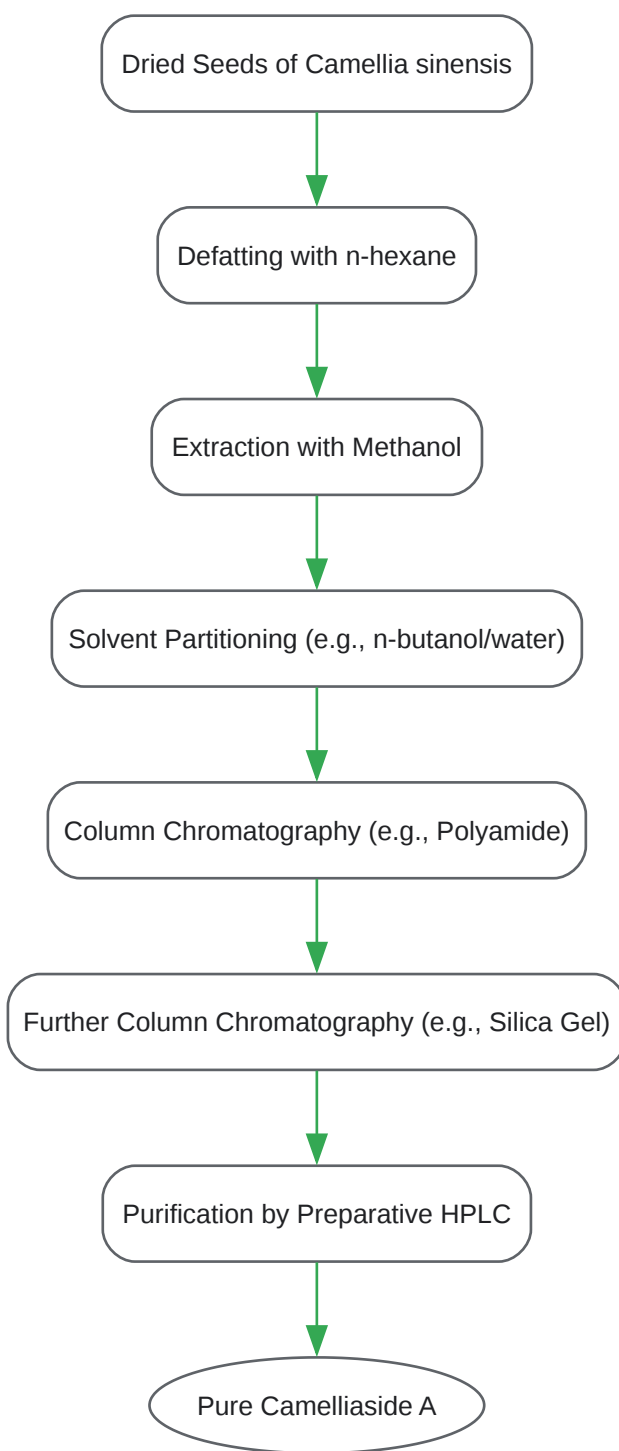 Dried Seeds of Camellia sinensis
Defatting with n-hexane
Extraction with Methanol
Solvent Partitioning (e.g., n-butanol/water)
Column Chromatography (e.g., Polyamide)
Further Column Chromatography (e.g., Silica Gel)
Purification by Preparative HPLC
Pure Camelliaside A